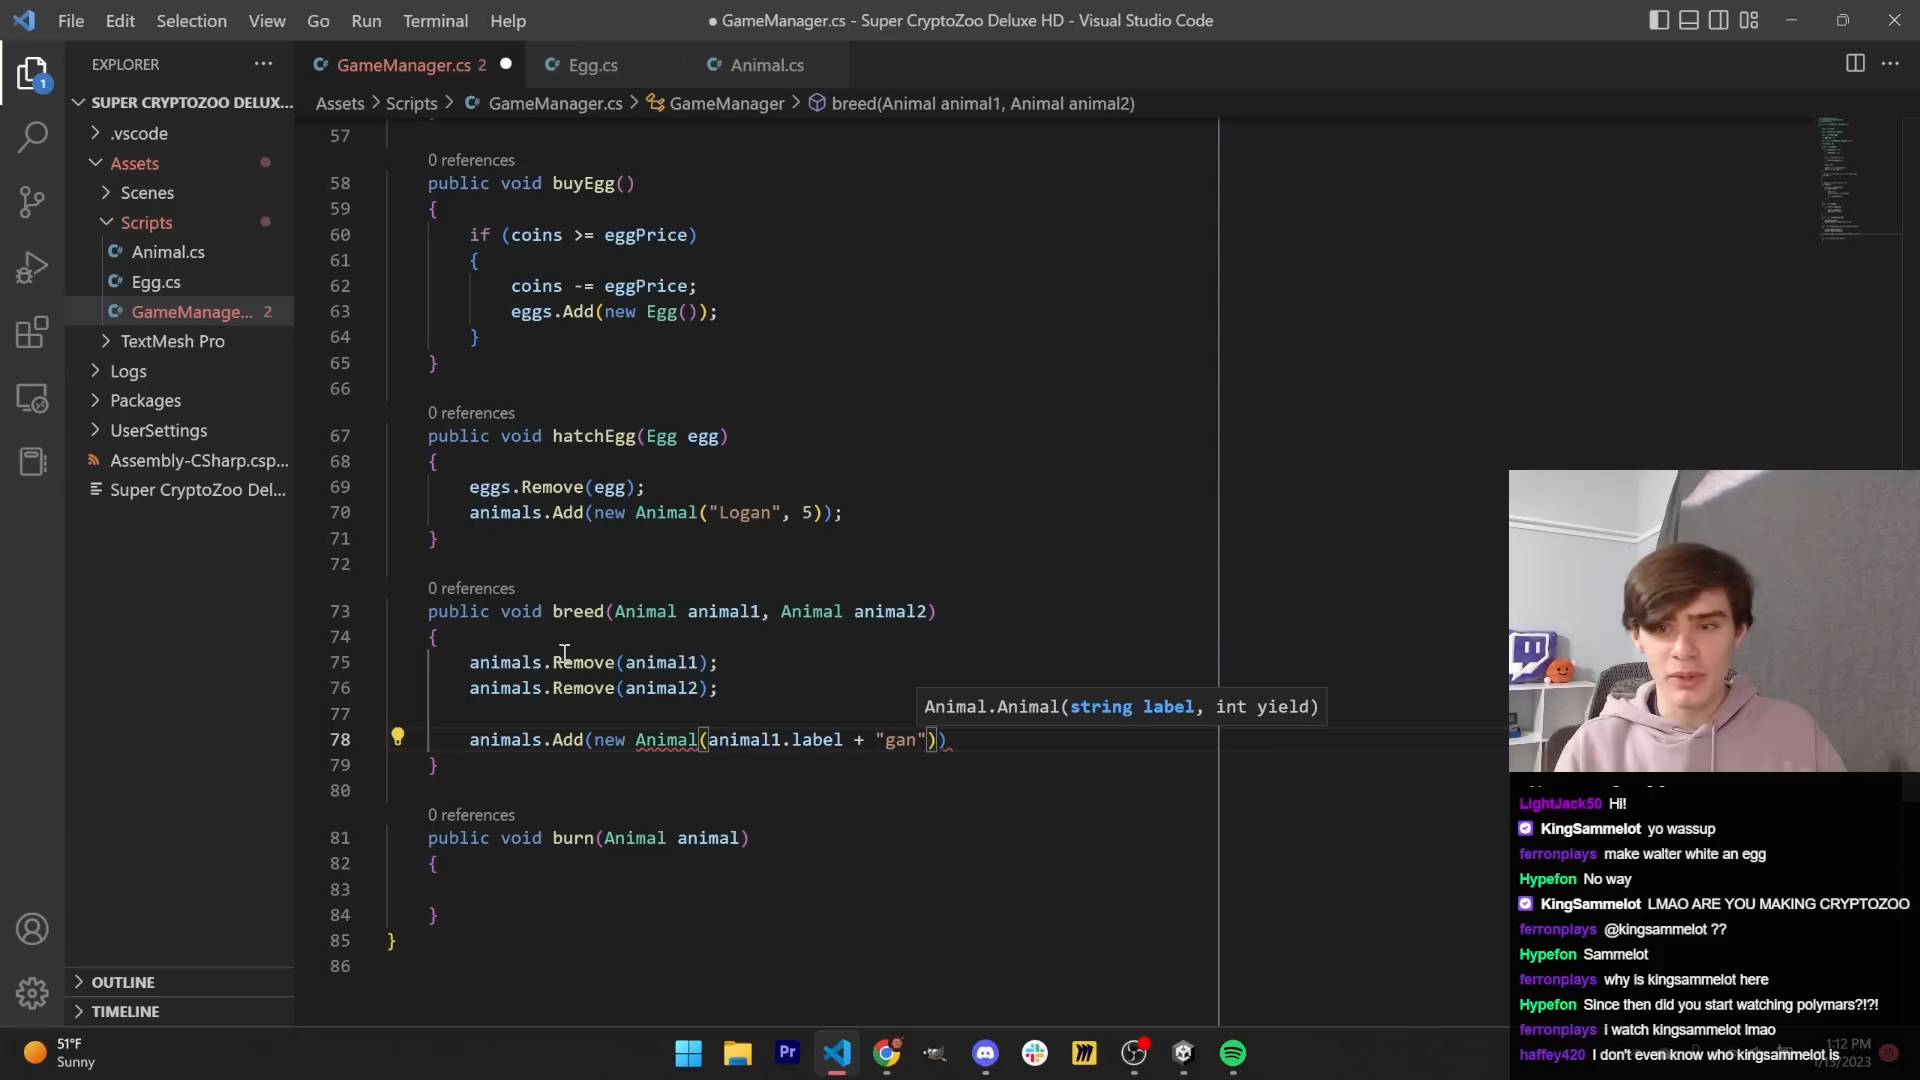 File Edit Selection View Go Run Terminal Help
● GameManager.cs - Super CryptoZoo Deluxe HD - Visual Studio Code
EXPLORER
SUPER CRYPTOZOO DELUX...
.vscode
Assets
Scenes
Scripts
Animal.cs
Egg.cs
GameManage... 2
TextMesh Pro
Logs
Packages
UserSettings
Assembly-CSharp.csp...
Super CryptoZoo Del...
OUTLINE
TIMELINE
1
GameManager.cs 2
Egg.cs
Animal.cs
Assets > Scripts > GameManager.cs > GameManager > breed(Animal animal1, Animal animal2)
57
0 references
58 public void buyEgg()
59 {
60 if (coins >= eggPrice)
61 {
62 coins -= eggPrice;
63 eggs.Add(new Egg());
64 }
65 }
66
0 references
67 public void hatchEgg(Egg egg)
68 {
69 eggs.Remove(egg);
70 animals.Add(new Animal("Logan", 5));
71 }
72
0 references
73 public void breed(Animal animal1, Animal animal2)
74 {
75 animals.Remove(animal1);
76 animals.Remove(animal2);
77
Animal.Animal(string label, int yield)
78 animals.Add(new Animal(animal1.label + "gan"))
79 }
80
0 references
81 public void burn(Animal animal)
82 {
83
84 }
85 }
86
LightJack50 Hi!
KingSammelot yo wassup
ferronplays make walter white an egg
Hypefon No way
KingSammelot LMAO ARE YOU MAKING CRYPTOZOO
ferronplays @kingsammelot ??
Hypefon Sammelot
ferronplays why is kingsammelot here
Hypefon Since then did you start watching polymars?!?!
ferronplays i watch kingsammelot lmao
haffey420 I don't even know who kingsammelot is
51°F
Sunny
Pr
1:12 PM
1/13/2023